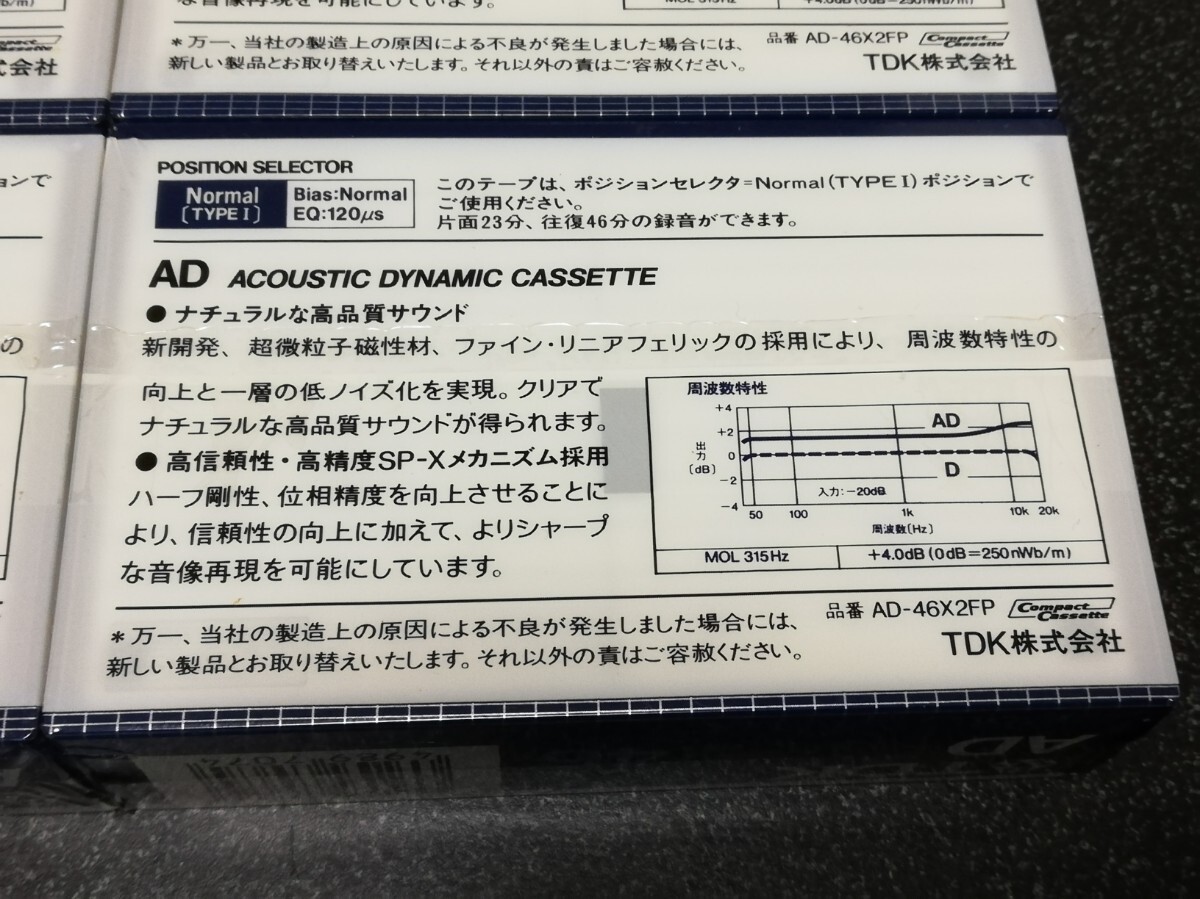 な音像再現を可能にしています。
MOL 315Hz +4.0dB(0dB=250nWb/m)
*万一、当社の製造上の原因による不良が発生しました場合には、
新しい製品とお取り替えいたします。それ以外の責はご容赦ください。
品番 AD-46X2FP Compact Cassette
TDK株式会社
Compact Cassette
式会社
ョンで
の
POSITION SELECTOR
Normal
[TYPE I]
Bias:Normal
EQ:120μs
このテープは、ポジションセレクタ=Normal(TYPE I)ポジションで
ご使用ください。
片面23分、往復46分の録音ができます。
AD ACOUSTIC DYNAMIC CASSETTE
● ナチュラルな高品質サウンド
新開発、超微粒子磁性材、ファイン・リニアフェリックの採用により、周波数特性の
向上と一層の低ノイズ化を実現。クリアで
ナチュラルな高品質サウンドが得られます。
● 高信頼性・高精度SP-Xメカニズム採用
ハーフ剛性、位相精度を向上させることに
より、信頼性の向上に加えて、よりシャープ
な音像再現を可能にしています。
周波数特性
+4
+2
0
-2
-4
出力
[dB]
AD
D
入力:-20dB
50 100 1k 10k 20k
周波数[Hz]
MOL 315Hz +4.0dB(0dB=250nWb/m)
*万一、当社の製造上の原因による不良が発生しました場合には、
新しい製品とお取り替えいたします。それ以外の責はご容赦ください。
品番 AD-46X2FP Compact Cassette
TDK株式会社
AD